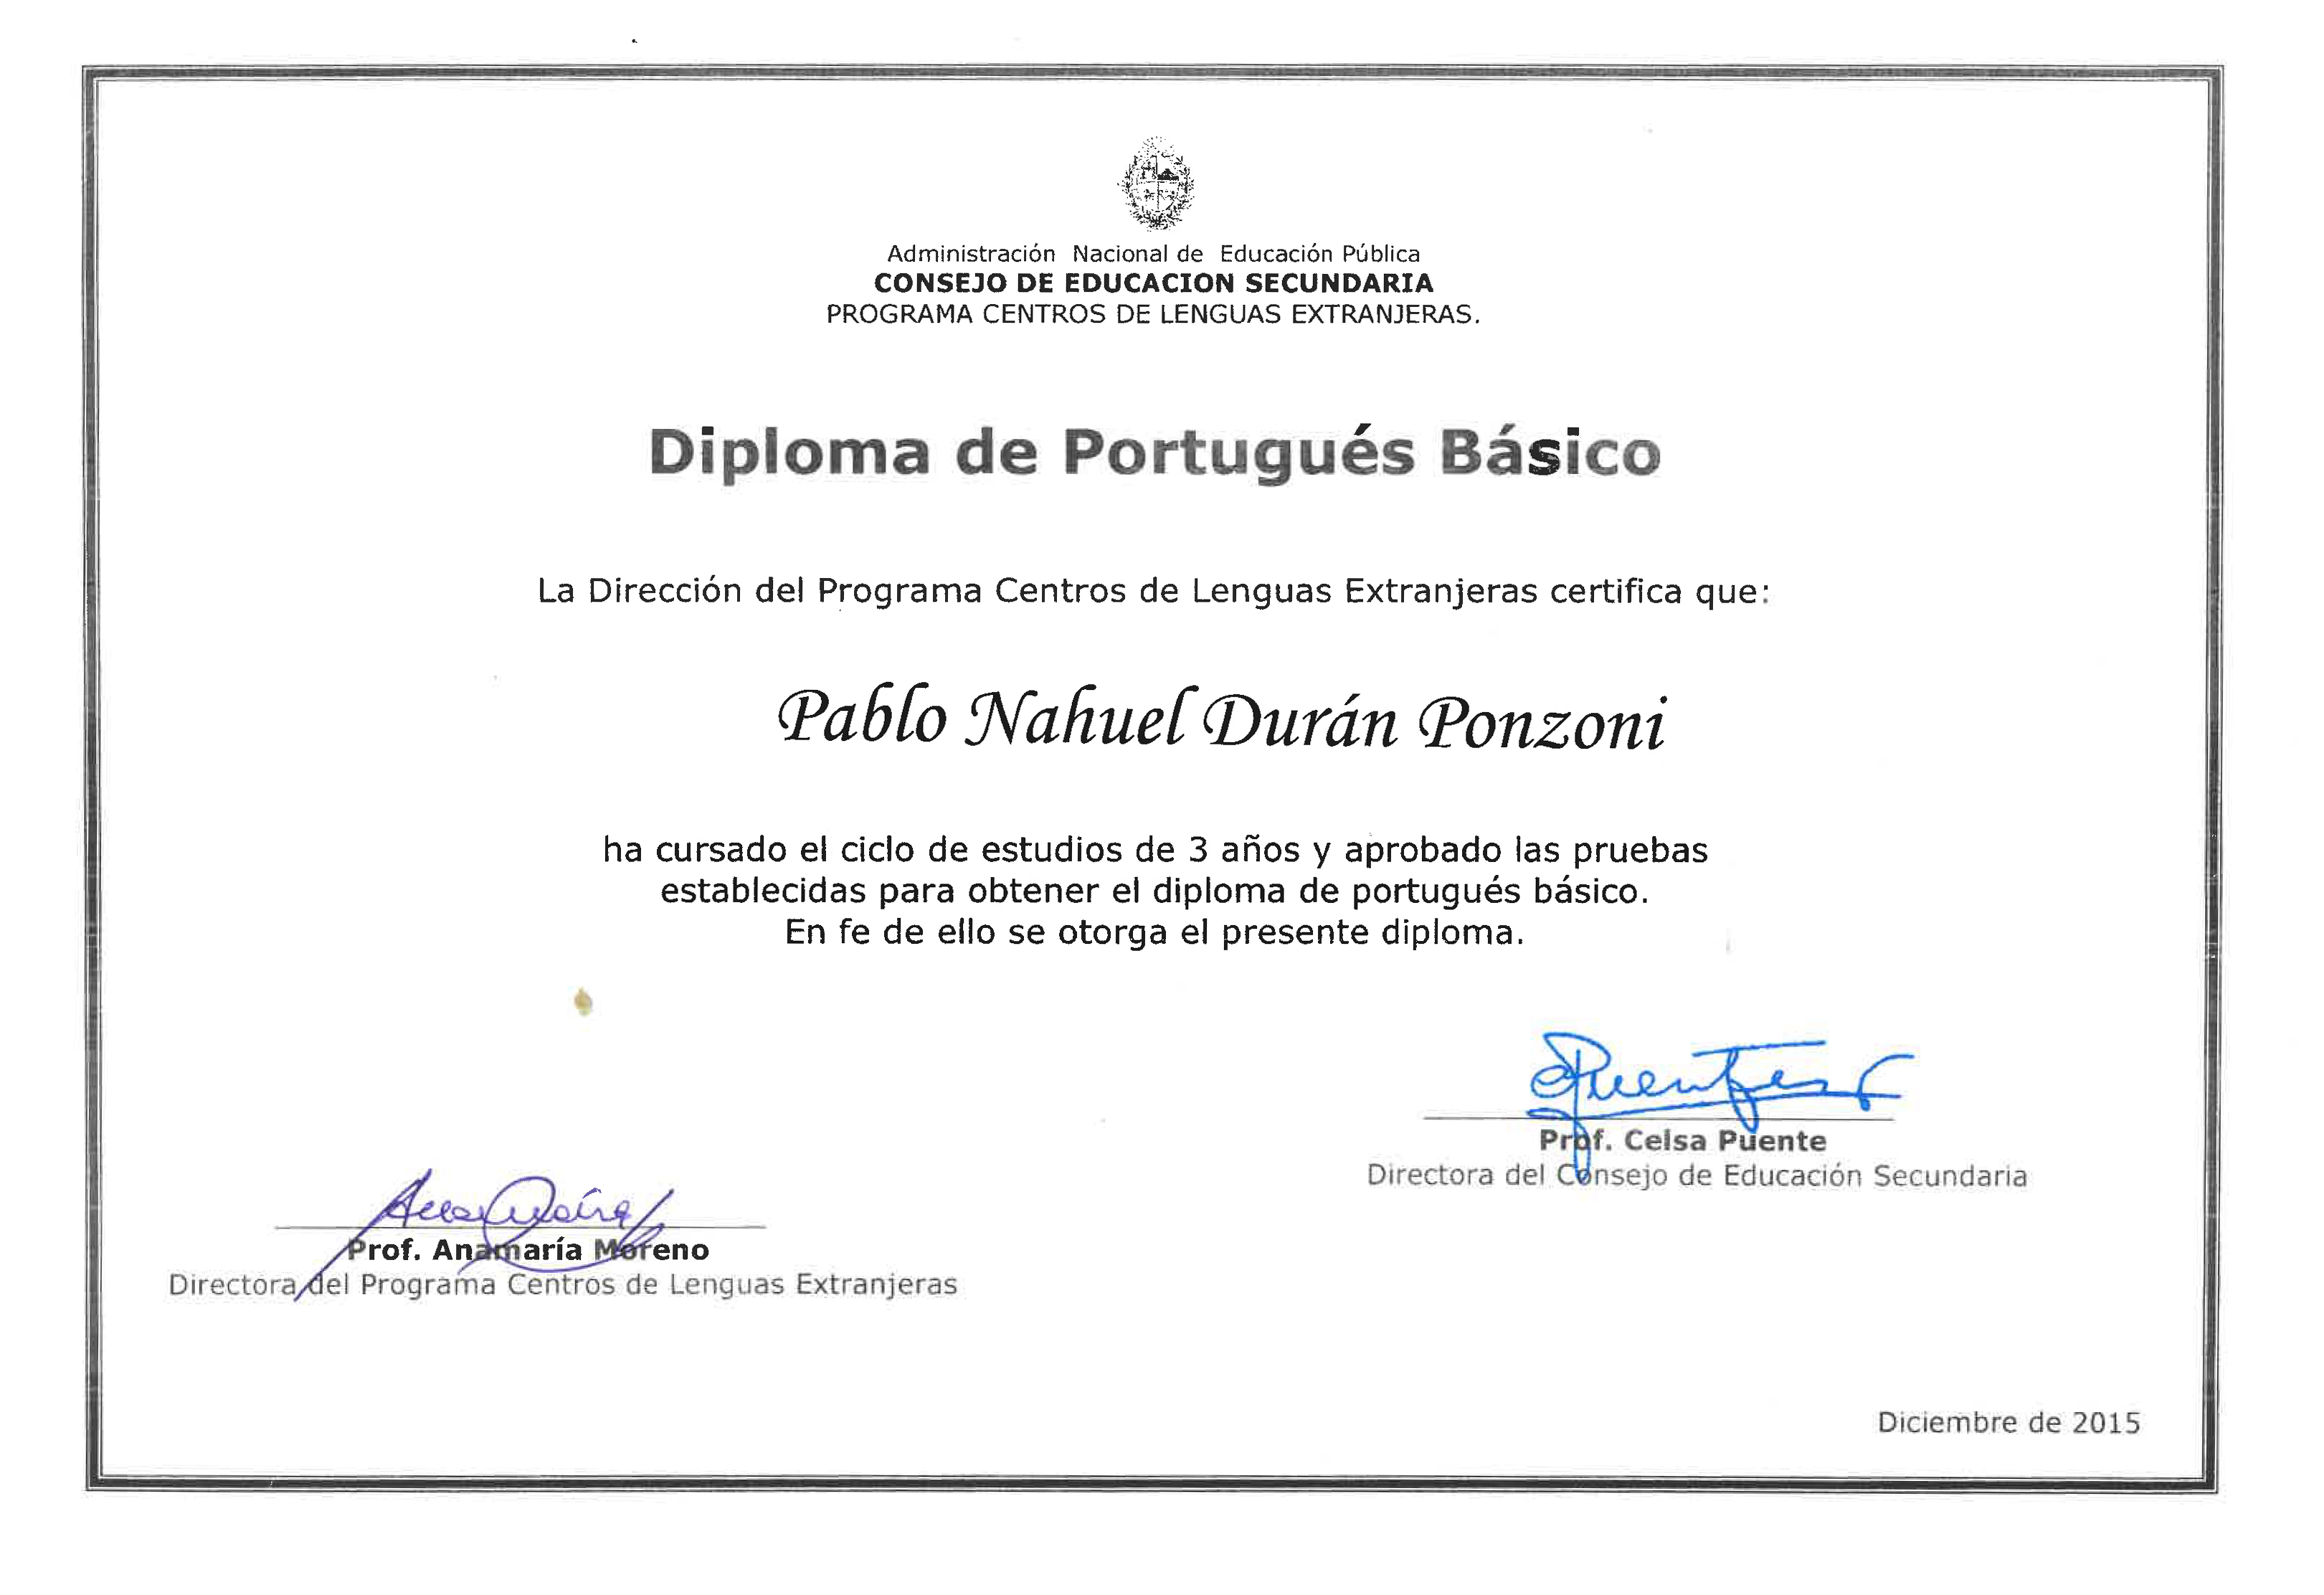 Administración Nacional de Educación Pública
CONSEJO DE EDUCACION SECUNDARIA
PROGRAMA CENTROS DE LENGUAS EXTRANJERAS.
Diploma de Portugués Básico
La Dirección del Programa Centros de Lenguas Extranjeras certifica que:
Pablo Nahuel Durán Ponzoni
ha cursado el ciclo de estudios de 3 años y aprobado las pruebas
establecidas para obtener el diploma de portugués básico.
En fe de ello se otorga el presente diploma.
Prof. Celsa Puente
Directora del Consejo de Educación Secundaria
Prof. Anamaría Moreno
Directora del Programa Centros de Lenguas Extranjeras
Diciembre de 2015